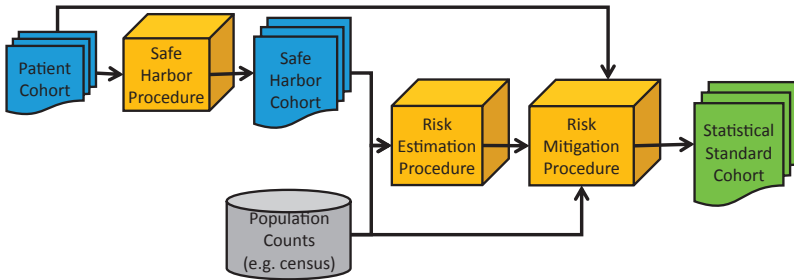 Patient
Cohort
Safe
Harbor
Procedure
Safe
Harbor
Cohort
Risk
Estimation
Procedure
Risk
Mitigation
Procedure
Statistical
Standard
Cohort
Population
Counts
(e.g. census)